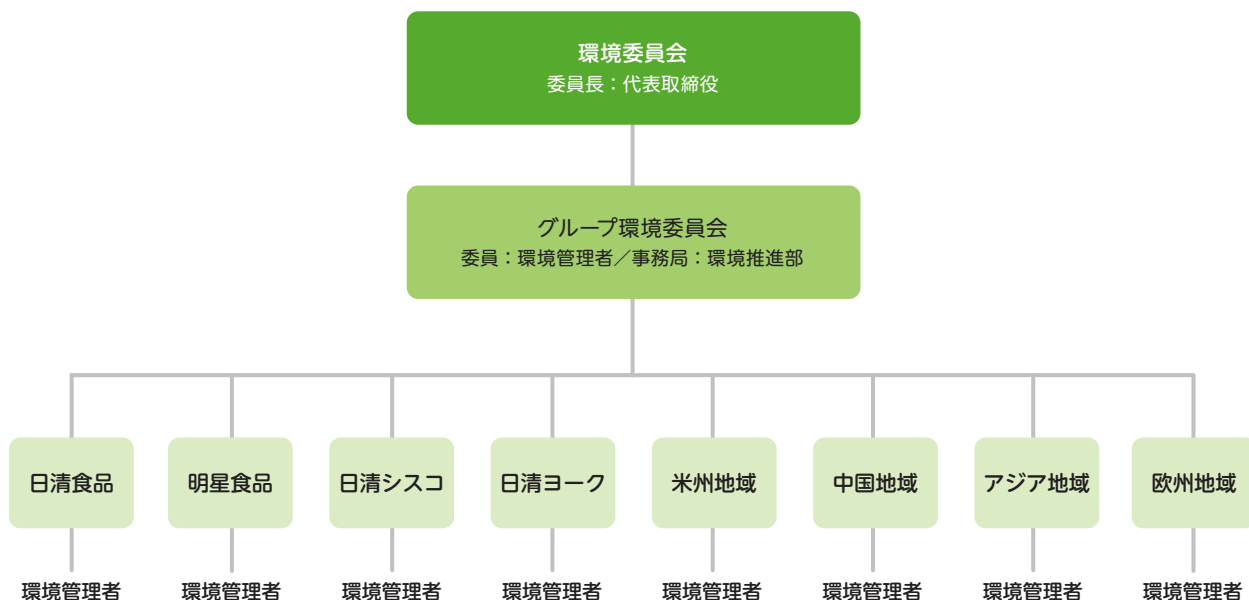 環境委員会
委員長：代表取締役
グループ環境委員会
委員：環境管理者／事務局：環境推進部
日清食品
明星食品
日清シスコ
日清ヨーク
米州地域
中国地域
アジア地域
欧州地域
環境管理者
環境管理者
環境管理者
環境管理者
環境管理者
環境管理者
環境管理者
環境管理者